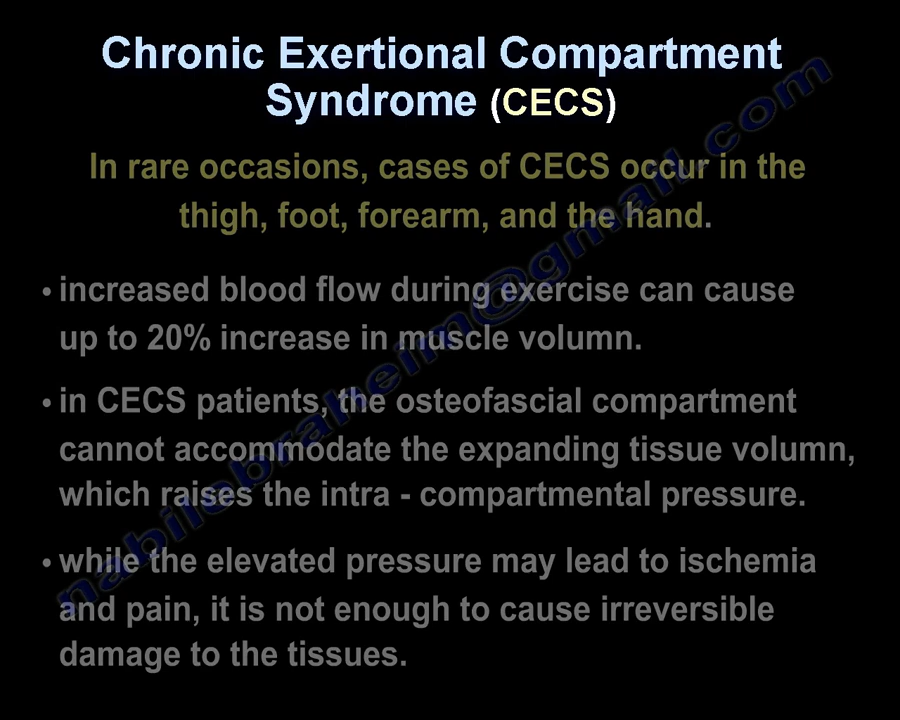 Chronic Exertional Compartment
Syndrome (CECS)
In rare occasions, cases of CECS occur in the
thigh, foot, forearm, and the hand.
• increased blood flow during exercise can cause
up to 20% increase in muscle volumn.
• in CECS patients, the osteofascial compartment
cannot accommodate the expanding tissue volumn,
which raises the intra - compartmental pressure.
• while the elevated pressure may lead to ischemia
and pain, it is not enough to cause irreversible
damage to the tissues.
nabilebraheim@gmail.com